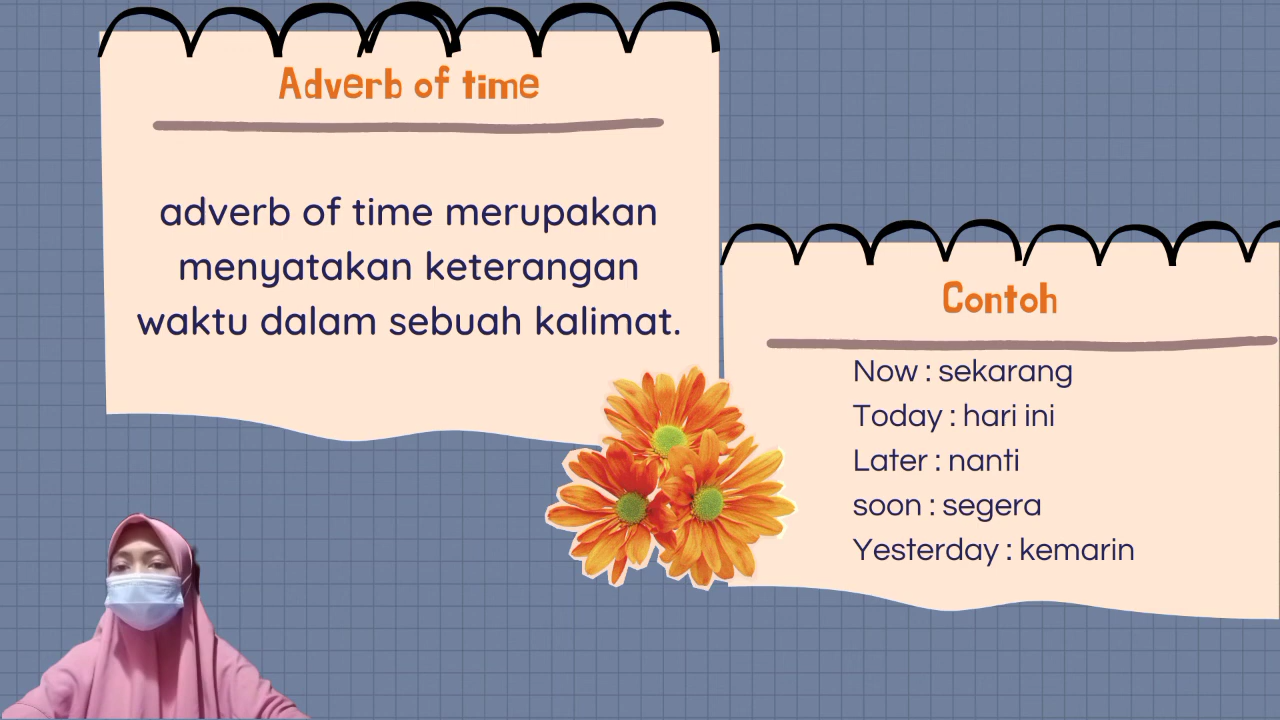 Adverb of time
adverb of time merupakan
menyatakan keterangan
waktu dalam sebuah kalimat.
Contoh
Now : sekarang
Today : hari ini
Later : nanti
soon : segera
Yesterday : kemarin